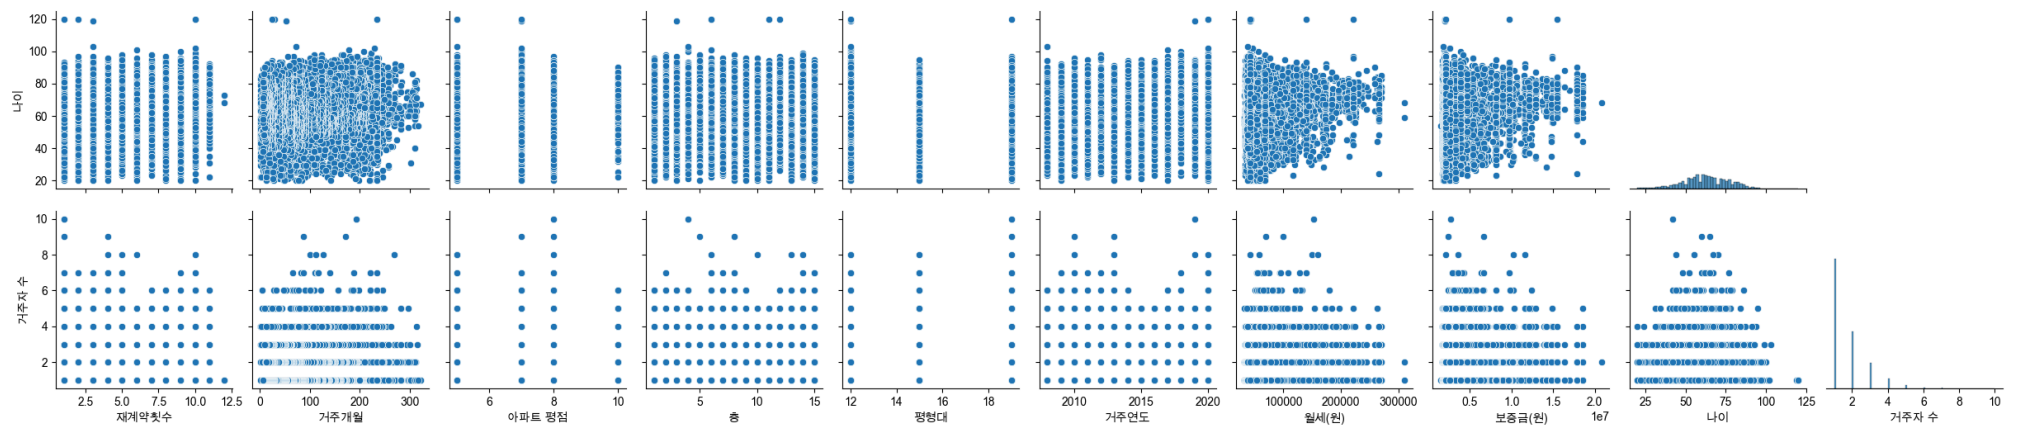 120
100
80
60
40
20
나이
10
8
6
4
2
거주자 수
2.5 5.0 7.5 10.0 12.5
재계약횟수
0 100 200 300
거주개월
6 8 10
아파트 평점
5 10 15
층
12 14 16 18
평형대
2010 2015 2020
거주연도
100000 200000 300000
월세(원)
0.5 1.0 1.5 2.0
1e7
보증금(원)
25 50 75 100 125
나이
2 4 6 8 10
거주자 수